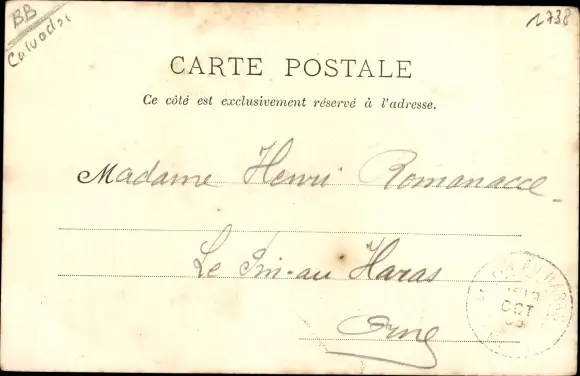 BB
Calvados
1738
CARTE POSTALE
Ce côté est exclusivement réservé à l'adresse.
Madame Henri Romanacce
Le Pin-au Haras
Orne
OCT